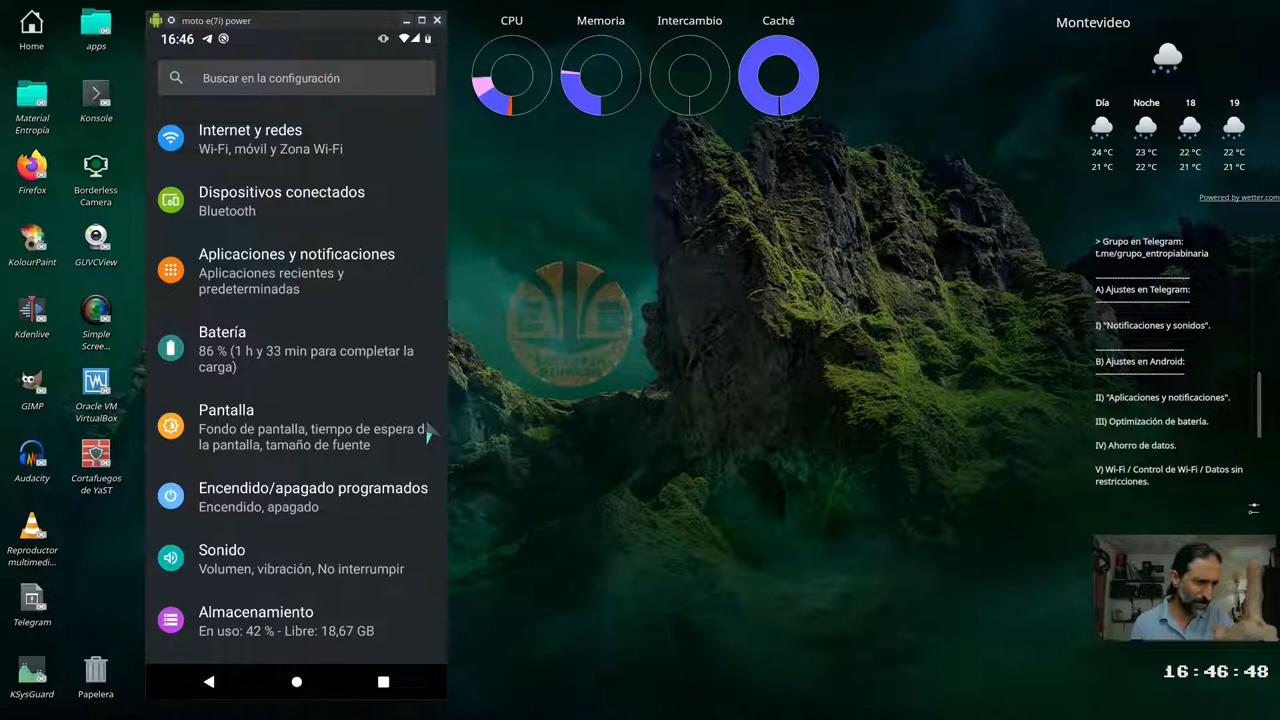 Home
apps
Material
Entropía
Konsole
Firefox
Borderless
Camera
KolourPaint
GUVCView
Kdenlive
Simple
Scree...
GIMP
Oracle VM
VirtualBox
Audacity
Cortafuegos
de YaST
Reproductor
multimedi...
Telegram
KSysGuard
Papelera
moto e(7i) power
16:46
Buscar en la configuración
Internet y redes
Wi-Fi, móvil y Zona Wi-Fi
Dispositivos conectados
Bluetooth
Aplicaciones y notificaciones
Aplicaciones recientes y
predeterminadas
Batería
86 % (1 h y 33 min para completar la
carga)
Pantalla
Fondo de pantalla, tiempo de espera d
la pantalla, tamaño de fuente
Encendido/apagado programados
Encendido, apagado
Sonido
Volumen, vibración, No interrumpir
Almacenamiento
En uso: 42 % - Libre: 18,67 GB
CPU
Memoria
Intercambio
Caché
Montevideo
Día Noche 18 19
24 °C 23 °C 22 °C 22 °C
21 °C 22 °C 21 °C 21 °C
Powered by wetter.com
> Grupo en Telegram:
t.me/grupo_entropiabinaria
------------------------------
A) Ajustes en Telegram:
------------------------------
I) "Notificaciones y sonidos".
----------------------------
B) Ajustes en Android:
----------------------------
II) "Aplicaciones y notificaciones".
III) Optimización de batería.
IV) Ahorro de datos.
V) Wi-Fi / Control de Wi-Fi / Datos sin
restricciones.
16:46:48